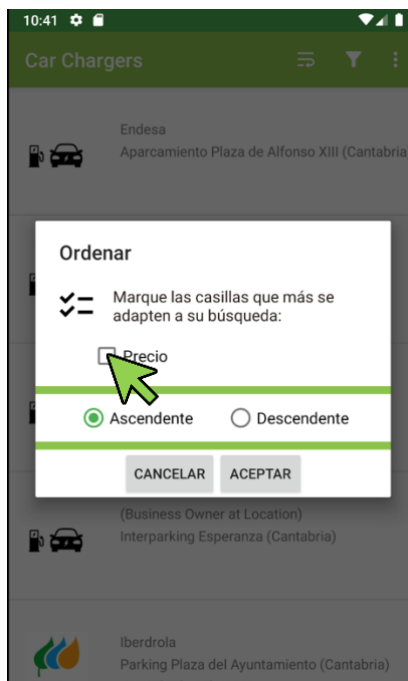 10:41
Car Chargers
Endesa
Aparcamiento Plaza de Alfonso XIII (Cantabria
Ordenar
Marque las casillas que más se
adapten a su búsqueda:
Precio
Ascendente
Descendente
CANCELAR
ACEPTAR
(Business Owner at Location)
Interparking Esperanza (Cantabria)
Iberdrola
Parking Plaza del Ayuntamiento (Cantabria)